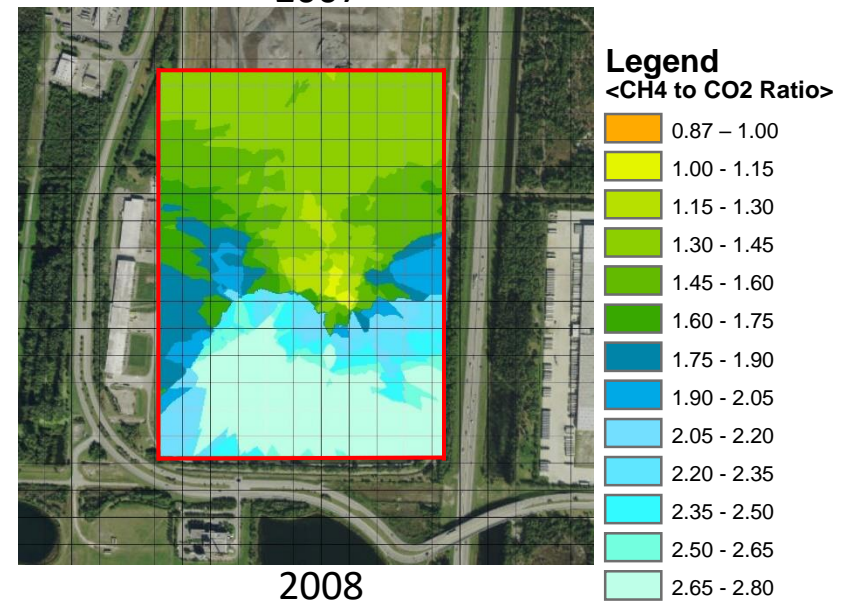 Legend
<CH4 to CO2 Ratio>
0.87 – 1.00
1.00 - 1.15
1.15 - 1.30
1.30 - 1.45
1.45 - 1.60
1.60 - 1.75
1.75 - 1.90
1.90 - 2.05
2.05 - 2.20
2.20 - 2.35
2.35 - 2.50
2.50 - 2.65
2.65 - 2.80
2008